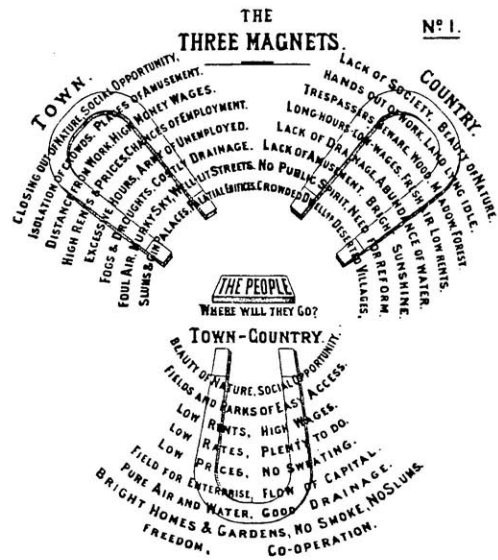 THE
THREE MAGNETS.
Nº 1.
TOWN.
CLOSING OUT OF NATURE. SOCIAL OPPORTUNITY.
ISOLATION OF CROWDS. PLACES OF AMUSEMENT.
DISTANCE FROM WORK. HIGH MONEY WAGES.
HIGH RENTS & PRICES. CHANCES OF EMPLOYMENT.
EXCESSIVE HOURS. ARMY OF UNEMPLOYED.
FOGS & DROUGHTS. COSTLY DRAINAGE.
FOUL AIR. MURKY SKY. WELL-LIT STREETS.
SLUMS & GIN PALACES. PALATIAL EDIFICES.
COUNTRY.
LACK OF SOCIETY. BEAUTY OF NATURE.
HANDS OUT OF WORK. LAND LYING IDLE.
TRESPASSERS BEWARE. WOOD, MEADOW, FOREST.
LONG HOURS-LOW WAGES. FRESH AIR. LOW RENTS.
LACK OF DRAINAGE. ABUNDANCE OF WATER.
LACK OF AMUSEMENT. BRIGHT SUNSHINE.
NO PUBLIC SPIRIT. NEED FOR REFORM.
CROWDED DWELLGS DESERTED VILLAGES,
THE PEOPLE
WHERE WILL THEY GO?
TOWN-COUNTRY.
BEAUTY OF NATURE. SOCIAL OPPORTUNITY.
FIELDS AND PARKS OF EASY ACCESS.
LOW RENTS, HIGH WAGES.
LOW RATES, PLENTY TO DO.
LOW PRICES, NO SWEATING.
FIELD FOR ENTERPRISE, FLOW OF CAPITAL.
PURE AIR AND WATER, GOOD DRAINAGE.
BRIGHT HOMES & GARDENS, NO SMOKE, NO SLUMS.
FREEDOM. CO-OPERATION.